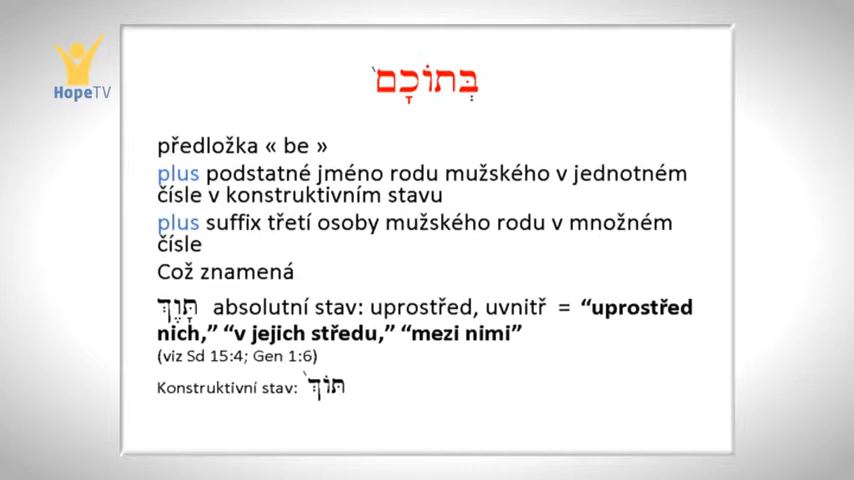 HopeTV
בְּתוֹכָם֙
předložka « be »
plus podstatné jméno rodu mužského v jednotném
čísle v konstruktivním stavu
plus suffix třetí osoby mužského rodu v množném
čísle
Což znamená
תָּוֶךְ absolutní stav: uprostřed, uvnitř = “uprostřed
nich,” “v jejich středu,” “mezi nimi”
(viz Sd 15:4; Gen 1:6)
Konstruktivní stav: תּוֹךְ֙